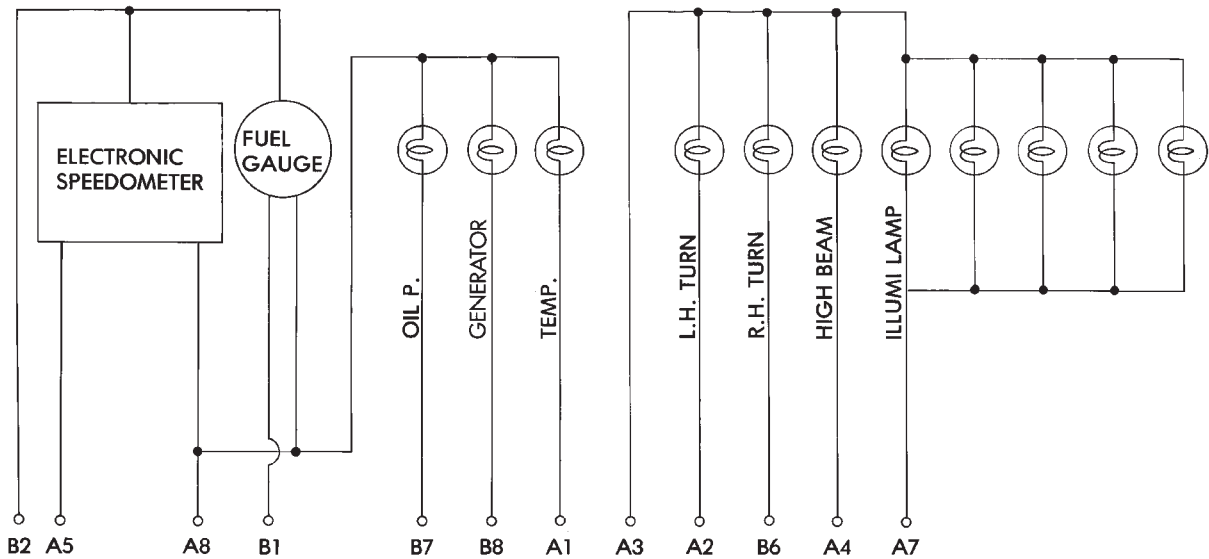 ELECTRONIC
SPEEDOMETER
FUEL
GAUGE
OIL P.
GENERATOR
TEMP.
L.H. TURN
R.H. TURN
HIGH BEAM
ILLUMI LAMP
B2 A5 A8 B1 B7 B8 A1 A3 A2 B6 A4 A7